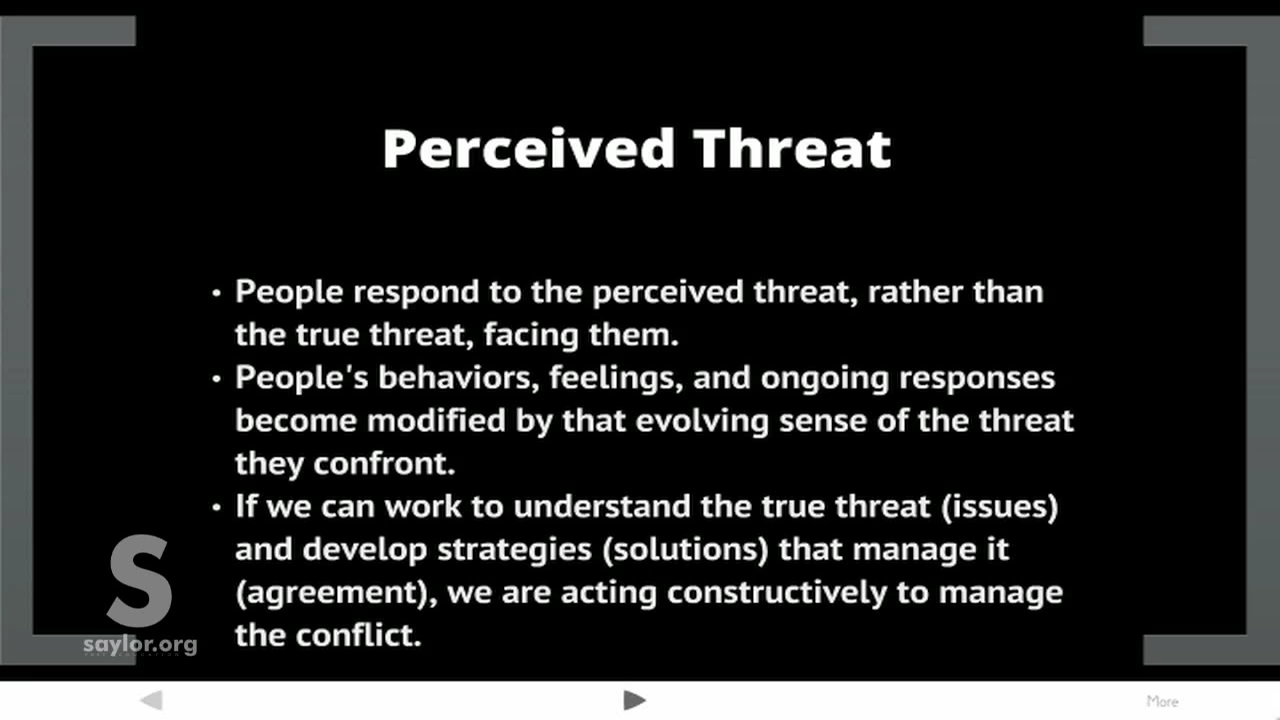 Perceived Threat
• People respond to the perceived threat, rather than
the true threat, facing them.
• People's behaviors, feelings, and ongoing responses
become modified by that evolving sense of the threat
they confront.
• If we can work to understand the true threat (issues)
and develop strategies (solutions) that manage it
(agreement), we are acting constructively to manage
the conflict.
S
saylor.org
More